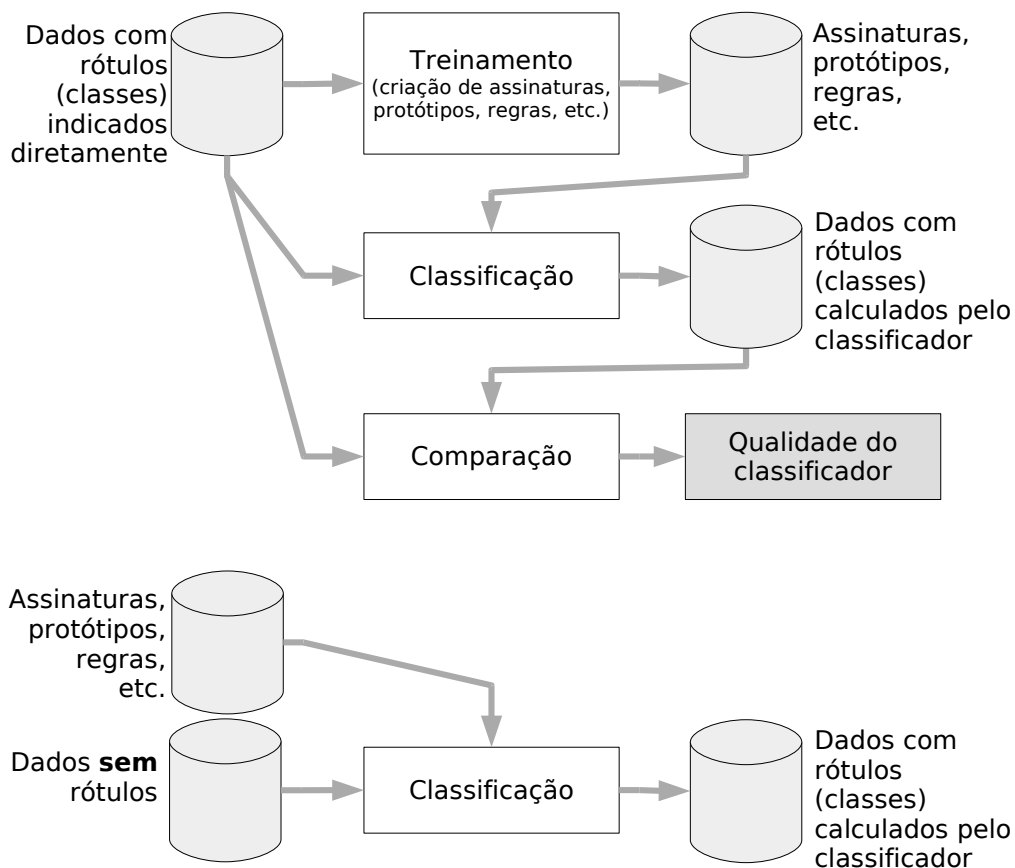 Dados com
rótulos
(classes)
indicados
diretamente
Treinamento
(criação de assinaturas,
protótipos, regras, etc.)
Assinaturas,
protótipos,
regras,
etc.
Classificação
Dados com
rótulos
(classes)
calculados pelo
classificador
Comparação
Qualidade do
classificador
Assinaturas,
protótipos,
regras,
etc.
Dados sem
rótulos
Classificação
Dados com
rótulos
(classes)
calculados pelo
classificador